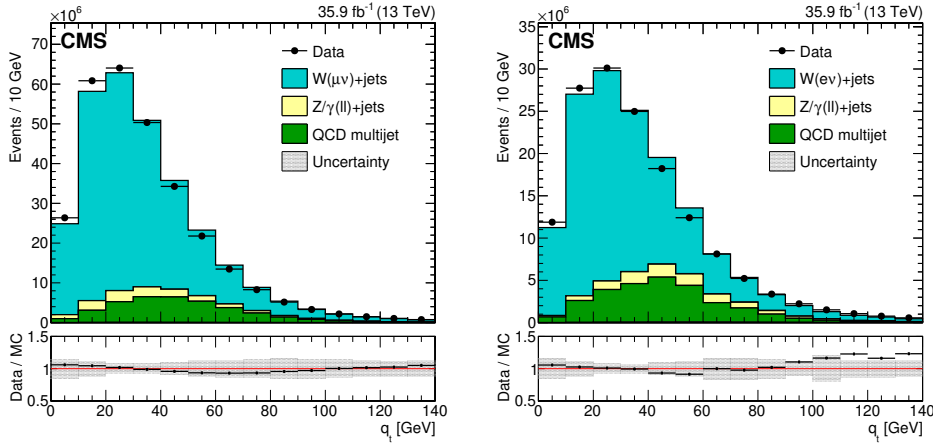 ×10⁶
35.9 fb⁻¹ (13 TeV)
CMS
Data
W(μν)+jets
Z/γ(ll)+jets
QCD multijet
Uncertainty
Events / 10 GeV
70
60
50
40
30
20
10
0
Data / MC
1.5
1
0.5
0 20 40 60 80 100 120 140
qₜ [GeV]
×10⁶
35.9 fb⁻¹ (13 TeV)
CMS
Data
W(eν)+jets
Z/γ(ll)+jets
QCD multijet
Uncertainty
Events / 10 GeV
35
30
25
20
15
10
5
0
Data / MC
1.5
1
0.5
0 20 40 60 80 100 120 140
qₜ [GeV]